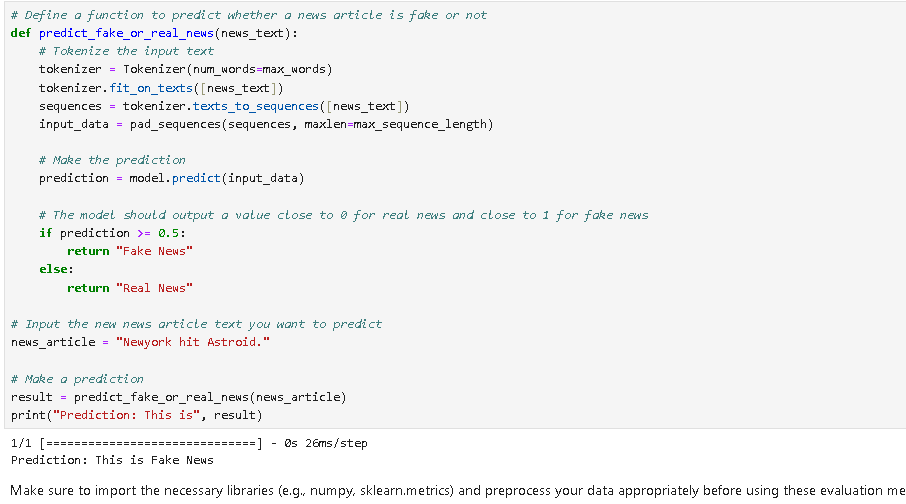 # Define a function to predict whether a news article is fake or not
def predict_fake_or_real_news(news_text):
    # Tokenize the input text
    tokenizer = Tokenizer(num_words=max_words)
    tokenizer.fit_on_texts([news_text])
    sequences = tokenizer.texts_to_sequences([news_text])
    input_data = pad_sequences(sequences, maxlen=max_sequence_length)

    # Make the prediction
    prediction = model.predict(input_data)

    # The model should output a value close to 0 for real news and close to 1 for fake news
    if prediction >= 0.5:
        return "Fake News"
    else:
        return "Real News"

# Input the new news article text you want to predict
news_article = "Newyork hit Astroid."

# Make a prediction
result = predict_fake_or_real_news(news_article)
print("Prediction: This is", result)
1/1 [==============================] - 0s 26ms/step
Prediction: This is Fake News
Make sure to import the necessary libraries (e.g., numpy, sklearn.metrics) and preprocess your data appropriately before using these evaluation me